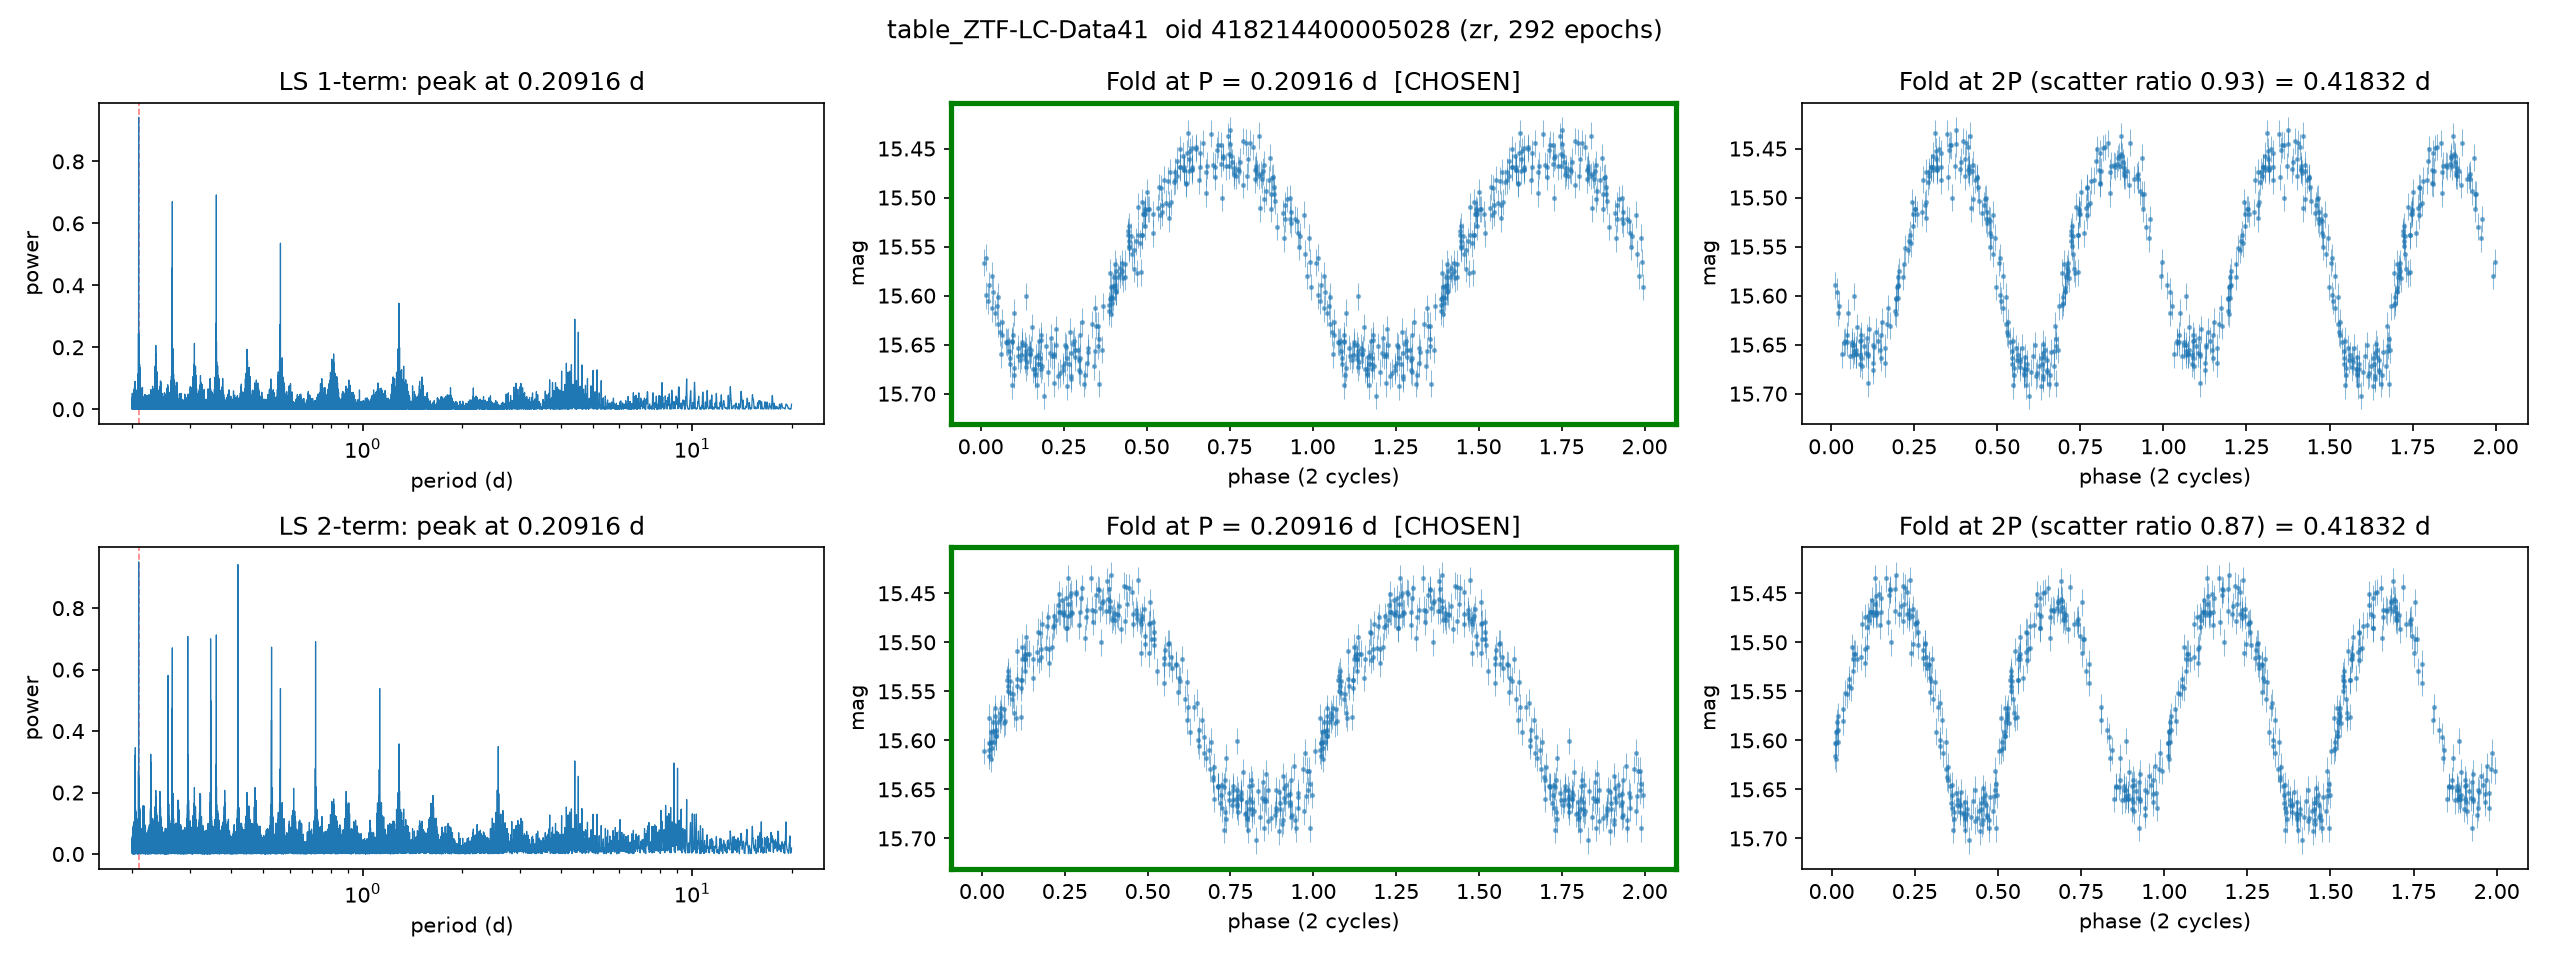 table_ZTF-LC-Data41  oid 418214400005028 (zr, 292 epochs)
LS 1-term: peak at 0.20916 d
power
0.8
0.6
0.4
0.2
0.0
10⁰
10¹
period (d)
Fold at P = 0.20916 d  [CHOSEN]
mag
15.45
15.50
15.55
15.60
15.65
15.70
0.00 0.25 0.50 0.75 1.00 1.25 1.50 1.75 2.00
phase (2 cycles)
Fold at 2P (scatter ratio 0.93) = 0.41832 d
mag
15.45
15.50
15.55
15.60
15.65
15.70
0.00 0.25 0.50 0.75 1.00 1.25 1.50 1.75 2.00
phase (2 cycles)
LS 2-term: peak at 0.20916 d
power
0.8
0.6
0.4
0.2
0.0
10⁰
10¹
period (d)
Fold at P = 0.20916 d  [CHOSEN]
mag
15.45
15.50
15.55
15.60
15.65
15.70
0.00 0.25 0.50 0.75 1.00 1.25 1.50 1.75 2.00
phase (2 cycles)
Fold at 2P (scatter ratio 0.87) = 0.41832 d
mag
15.45
15.50
15.55
15.60
15.65
15.70
0.00 0.25 0.50 0.75 1.00 1.25 1.50 1.75 2.00
phase (2 cycles)